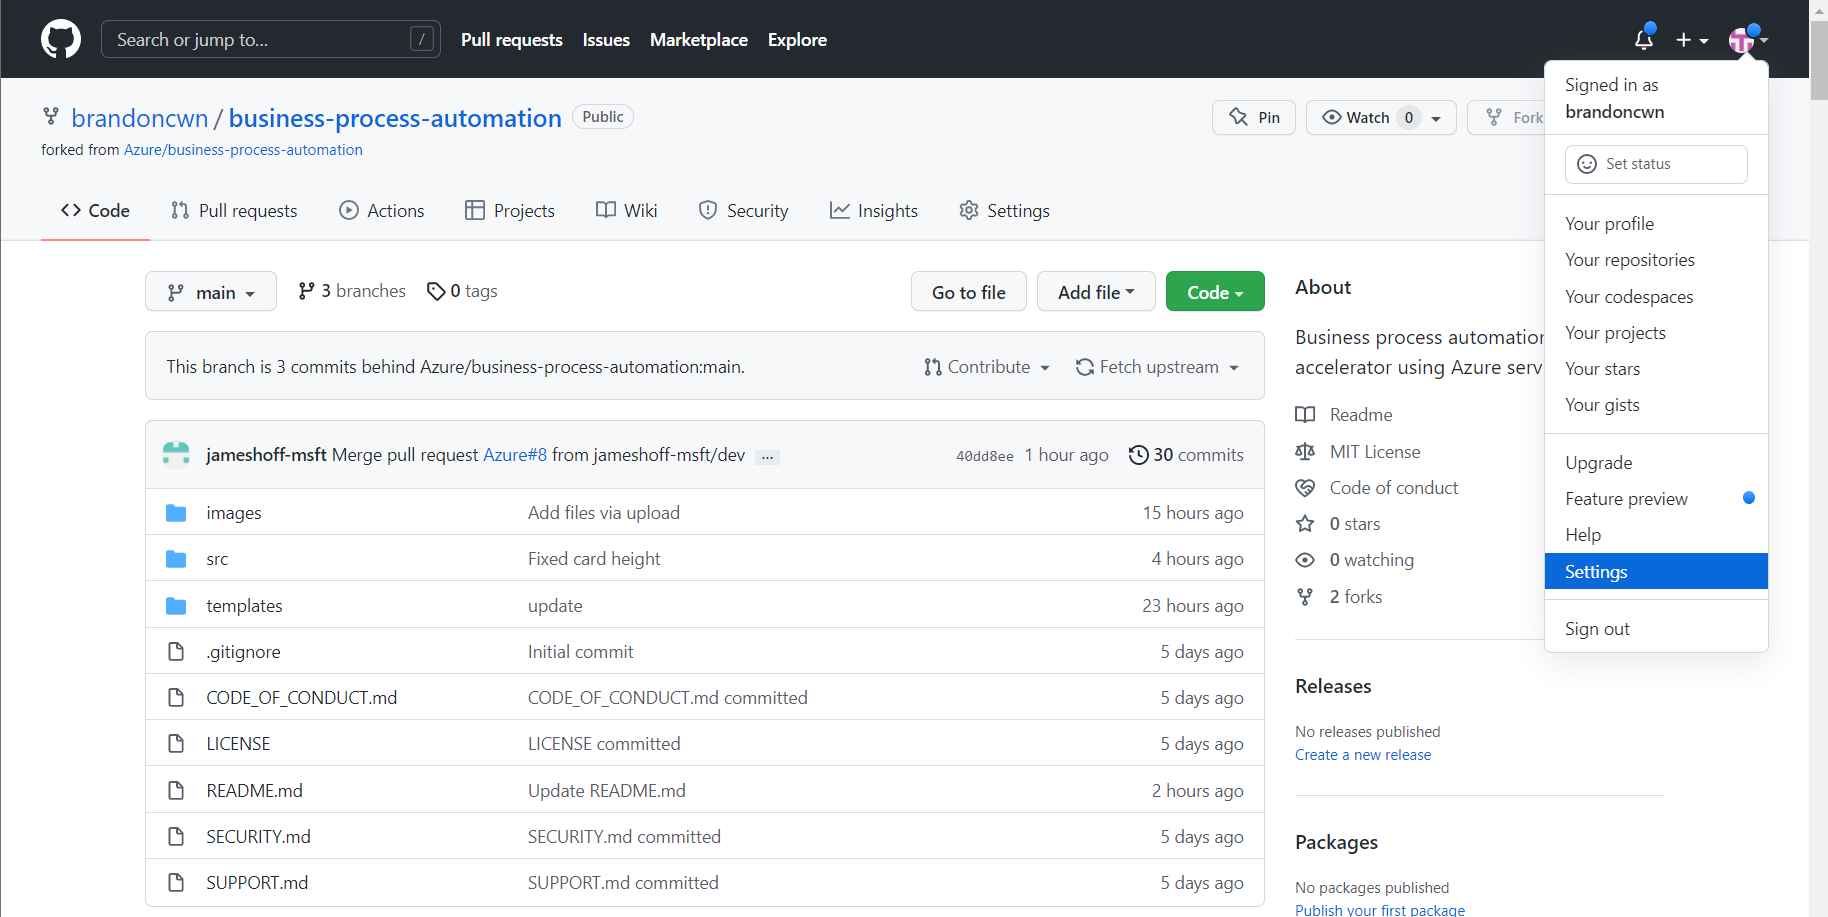 Search or jump to... /
Pull requests Issues Marketplace Explore
Signed in as
brandoncwn
Set status
Your profile
Your repositories
Your codespaces
Your projects
Your stars
Your gists
Upgrade
Feature preview
Help
Settings
Sign out
brandoncwn / business-process-automation Public
forked from Azure/business-process-automation
Pin Watch 0 Fork
Code Pull requests Actions Projects Wiki Security Insights Settings
main 3 branches 0 tags Go to file Add file Code
This branch is 3 commits behind Azure/business-process-automation:main. Contribute Fetch upstream
jameshoff-msft Merge pull request Azure#8 from jameshoff-msft/dev ... 40dd8ee 1 hour ago 30 commits
images Add files via upload 15 hours ago
src Fixed card height 4 hours ago
templates update 23 hours ago
.gitignore Initial commit 5 days ago
CODE_OF_CONDUCT.md CODE_OF_CONDUCT.md committed 5 days ago
LICENSE LICENSE committed 5 days ago
README.md Update README.md 2 hours ago
SECURITY.md SECURITY.md committed 5 days ago
SUPPORT.md SUPPORT.md committed 5 days ago
About
Business process automation
accelerator using Azure serv
Readme
MIT License
Code of conduct
0 stars
0 watching
2 forks
Releases
No releases published
Create a new release
Packages
No packages published
Publish your first package